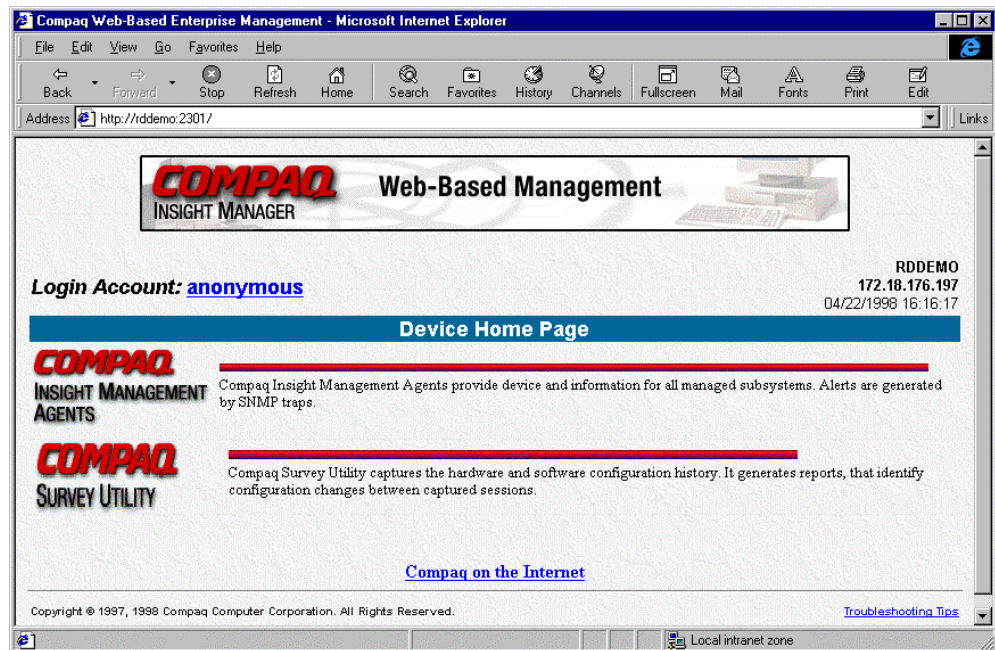 Compaq Web-Based Enterprise Management - Microsoft Internet Explorer
File Edit View Go Favorites Help
Back Forward Stop Refresh Home Search Favorites History Channels Fullscreen Mail Fonts Print Edit
Address http://rddemo:2301/ Links
COMPAQ
INSIGHT MANAGER
Web-Based Management
RDDEMO
172.18.176.197
04/22/1998 16:16:17
Login Account: anonymous
Device Home Page
COMPAQ
INSIGHT MANAGEMENT
AGENTS
Compaq Insight Management Agents provide device and information for all managed subsystems. Alerts are generated
by SNMP traps.
COMPAQ
SURVEY UTILITY
Compaq Survey Utility captures the hardware and software configuration history. It generates reports, that identify
configuration changes between captured sessions.
Compaq on the Internet
Copyright © 1997, 1998 Compaq Computer Corporation. All Rights Reserved. Troubleshooting Tips
Local intranet zone